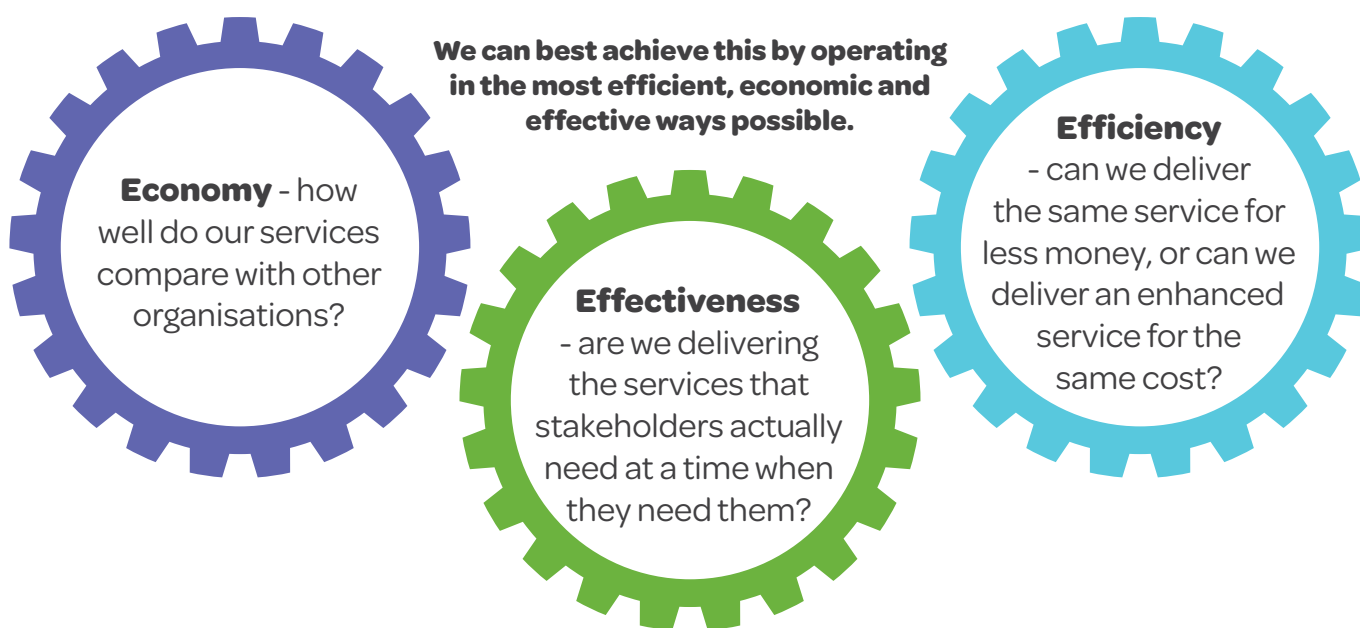 We can best achieve this by operating
in the most efficient, economic and
effective ways possible.
Economy - how
well do our services
compare with other
organisations?
Effectiveness
- are we delivering
the services that
stakeholders actually
need at a time when
they need them?
Efficiency
- can we deliver
the same service for
less money, or can we
deliver an enhanced
service for the
same cost?